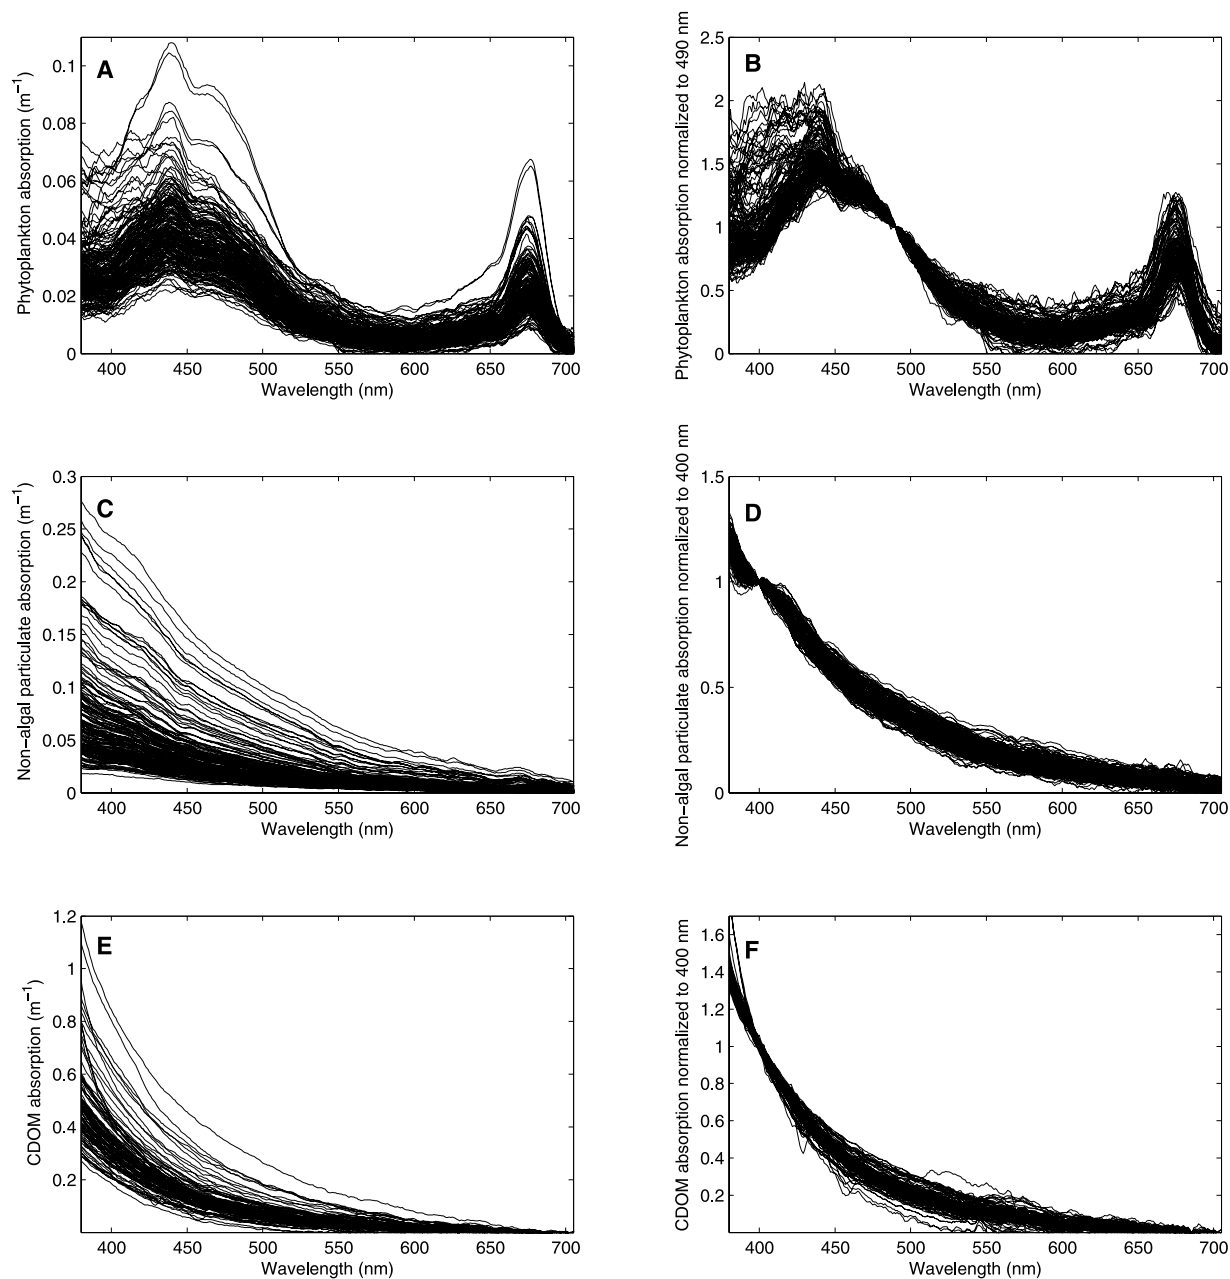 A
Phytoplankton absorption (m⁻¹)
0.1
0.08
0.06
0.04
0.02
0
400 450 500 550 600 650 700
Wavelength (nm)
B
Phytoplankton absorption normalized to 490 nm
2.5
2
1.5
1
0.5
0
400 450 500 550 600 650 700
Wavelength (nm)
C
Non−algal particulate absorption (m⁻¹)
0.3
0.25
0.2
0.15
0.1
0.05
0
400 450 500 550 600 650 700
Wavelength (nm)
D
Non−algal particulate absorption normalized to 400 nm
1.5
1
0.5
0
400 450 500 550 600 650 700
Wavelength (nm)
E
CDOM absorption (m⁻¹)
1.2
1
0.8
0.6
0.4
0.2
400 450 500 550 600 650 700
Wavelength (nm)
F
CDOM absorption normalized to 400 nm
1.6
1.4
1.2
1
0.8
0.6
0.4
0.2
400 450 500 550 600 650 700
Wavelength (nm)